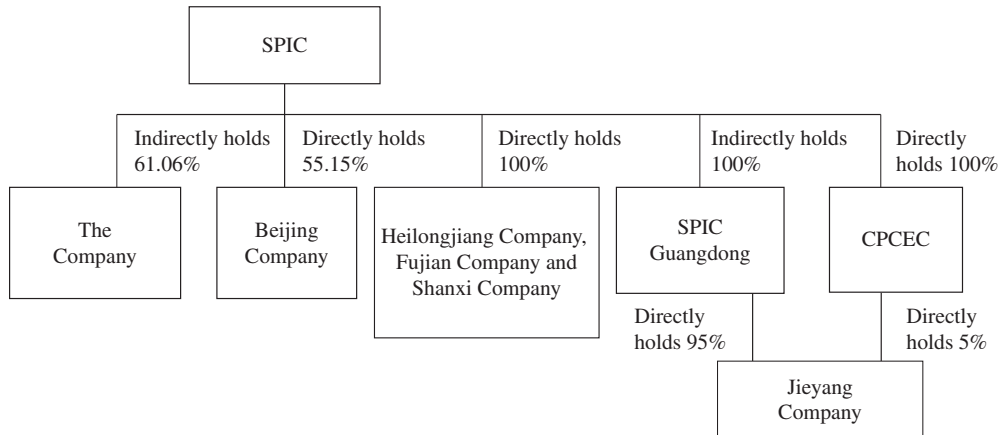 SPIC
Indirectly holds
61.06%
Directly holds
55.15%
Directly holds
100%
Indirectly holds
100%
Directly
holds 100%
The
Company
Beijing
Company
Heilongjiang Company,
Fujian Company and
Shanxi Company
SPIC
Guangdong
CPCEC
Directly
holds 95%
Directly
holds 5%
Jieyang
Company